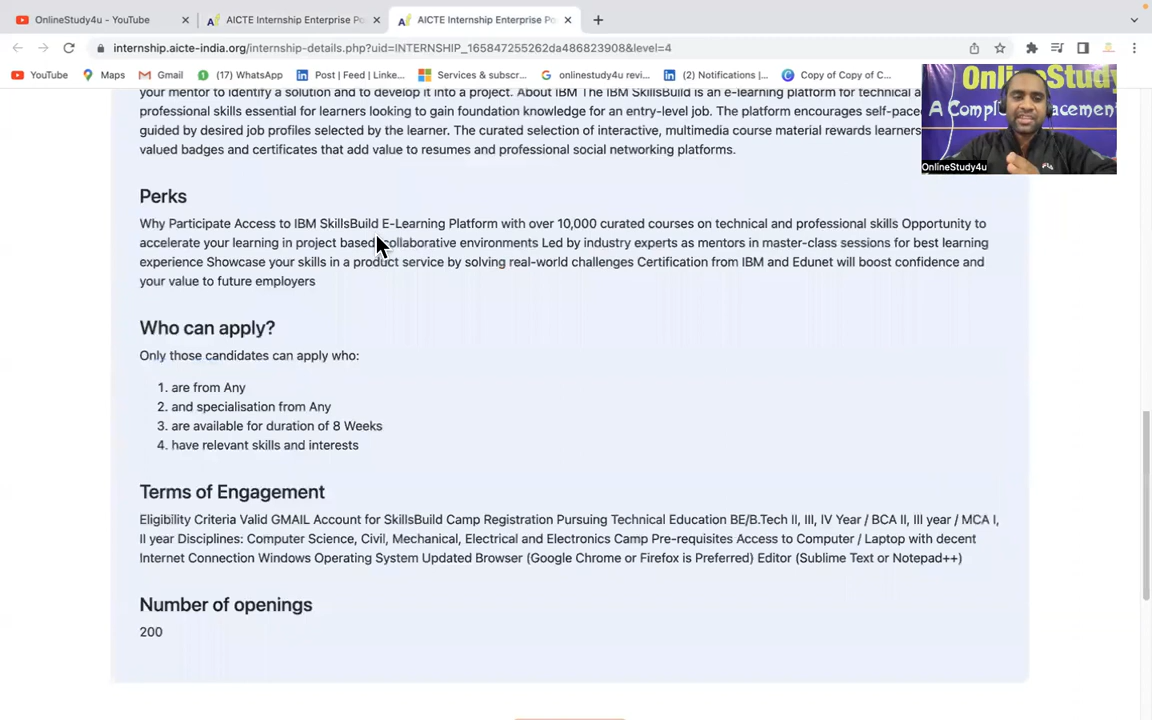 OnlineStudy4u - YouTube
AICTE Internship Enterprise Po
AICTE Internship Enterprise Po
internship.aicte-india.org/internship-details.php?uid=INTERNSHIP_165847255262da486823908&level=4
YouTube
Maps
Gmail
(17) WhatsApp
Post | Feed | Linke...
Services & subscr...
onlinestudy4u revi...
(2) Notifications |...
Copy of Copy of C...
OnlineStudy
A Complete Placement
OnlineStudy4u
your mentor to identify a solution and to develop it into a project. About IBM The IBM SkillsBuild is an e-learning platform for technical a
professional skills essential for learners looking to gain foundation knowledge for an entry-level job. The platform encourages self-pace
guided by desired job profiles selected by the learner. The curated selection of interactive, multimedia course material rewards learners
valued badges and certificates that add value to resumes and professional social networking platforms.
Perks
Why Participate Access to IBM SkillsBuild E-Learning Platform with over 10,000 curated courses on technical and professional skills Opportunity to
accelerate your learning in project based collaborative environments Led by industry experts as mentors in master-class sessions for best learning
experience Showcase your skills in a product service by solving real-world challenges Certification from IBM and Edunet will boost confidence and
your value to future employers
Who can apply?
Only those candidates can apply who:
1. are from Any
2. and specialisation from Any
3. are available for duration of 8 Weeks
4. have relevant skills and interests
Terms of Engagement
Eligibility Criteria Valid GMAIL Account for SkillsBuild Camp Registration Pursuing Technical Education BE/B.Tech II, III, IV Year / BCA II, III year / MCA I,
II year Disciplines: Computer Science, Civil, Mechanical, Electrical and Electronics Camp Pre-requisites Access to Computer / Laptop with decent
Internet Connection Windows Operating System Updated Browser (Google Chrome or Firefox is Preferred) Editor (Sublime Text or Notepad++)
Number of openings
200